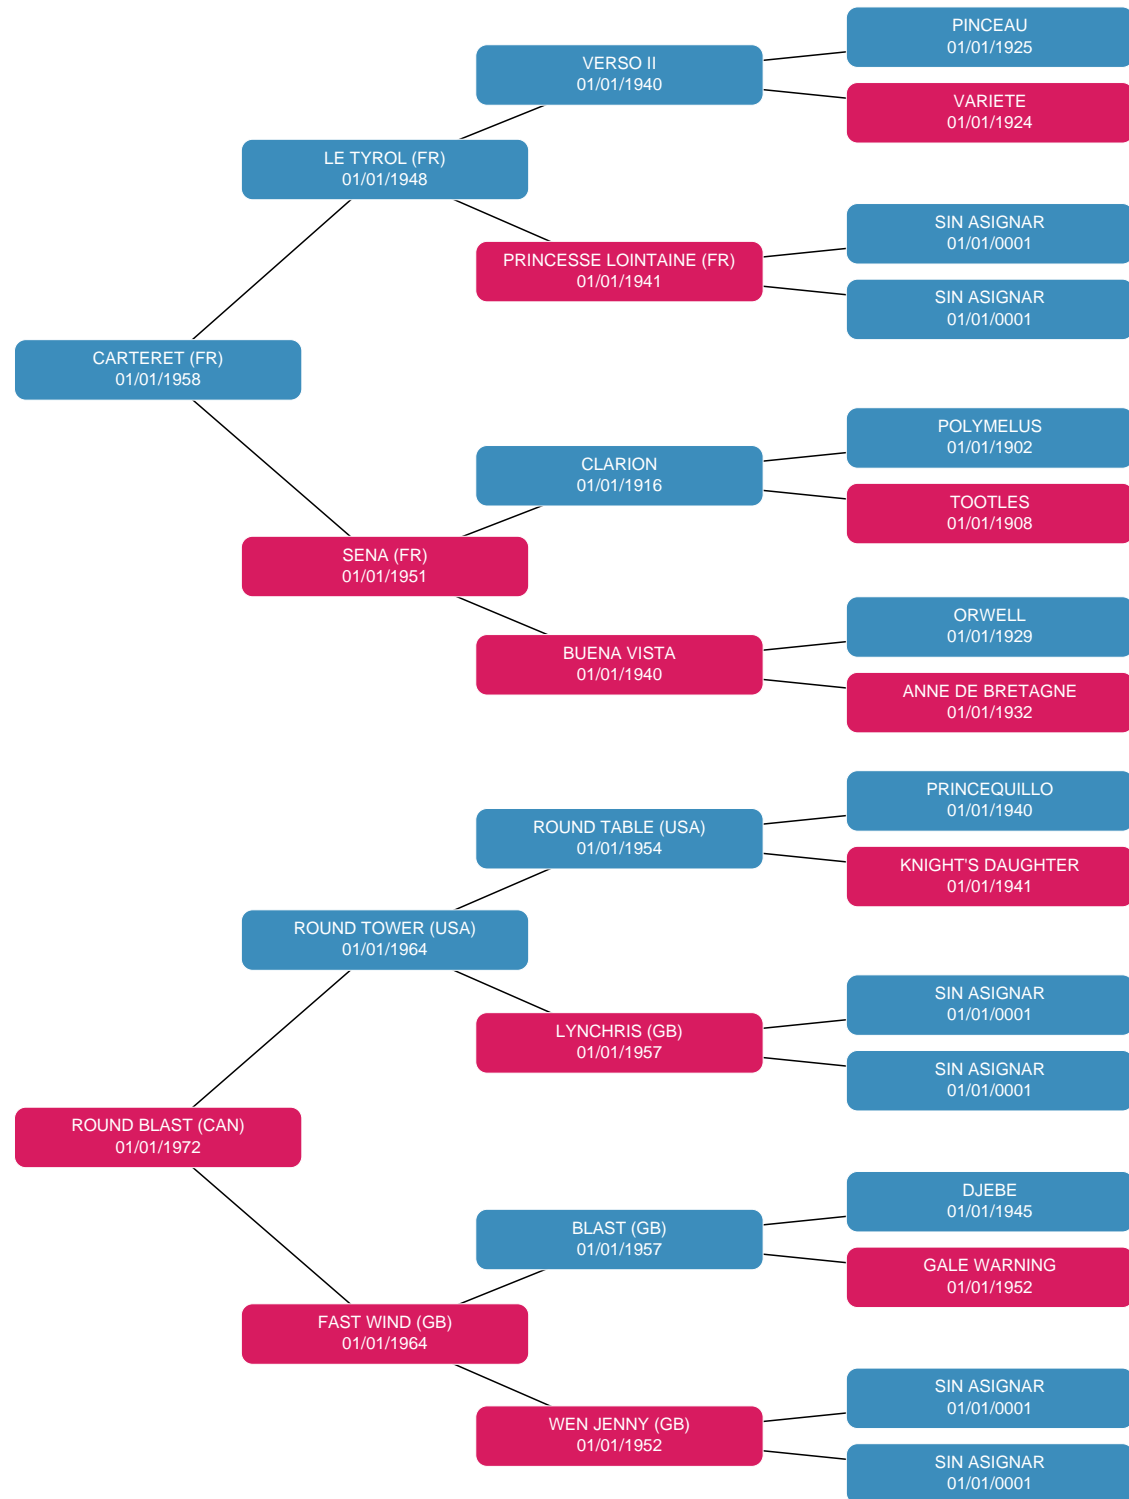 PINCEAU
01/01/1925
VERSO II
01/01/1940
VARIETE
01/01/1924
LE TYROL (FR)
01/01/1948
SIN ASIGNAR
01/01/0001
PRINCESSE LOINTAINE (FR)
01/01/1941
SIN ASIGNAR
01/01/0001
CARTERET (FR)
01/01/1958
POLYMELUS
01/01/1902
CLARION
01/01/1916
TOOTLES
01/01/1908
SENA (FR)
01/01/1951
ORWELL
01/01/1929
BUENA VISTA
01/01/1940
ANNE DE BRETAGNE
01/01/1932
PRINCEQUILLO
01/01/1940
ROUND TABLE (USA)
01/01/1954
KNIGHT'S DAUGHTER
01/01/1941
ROUND TOWER (USA)
01/01/1964
SIN ASIGNAR
01/01/0001
LYNCHRIS (GB)
01/01/1957
SIN ASIGNAR
01/01/0001
ROUND BLAST (CAN)
01/01/1972
DJEBE
01/01/1945
BLAST (GB)
01/01/1957
GALE WARNING
01/01/1952
FAST WIND (GB)
01/01/1964
SIN ASIGNAR
01/01/0001
WEN JENNY (GB)
01/01/1952
SIN ASIGNAR
01/01/0001